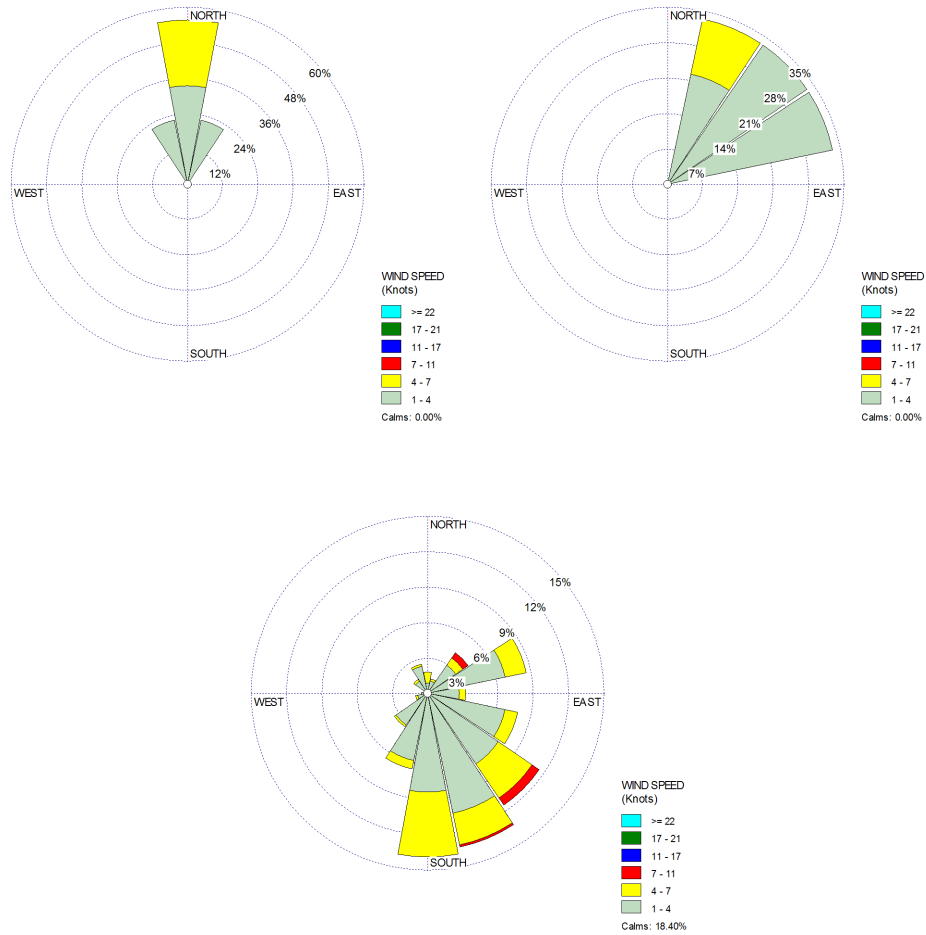 NORTH
60%
48%
36%
24%
12%
WEST
EAST
SOUTH
WIND SPEED
(Knots)
>= 22
17 - 21
11 - 17
7 - 11
4 - 7
1 - 4
Calms: 0.00%
NORTH
35%
28%
21%
14%
7%
WEST
EAST
SOUTH
WIND SPEED
(Knots)
>= 22
17 - 21
11 - 17
7 - 11
4 - 7
1 - 4
Calms: 0.00%
NORTH
15%
12%
9%
6%
3%
WEST
EAST
SOUTH
WIND SPEED
(Knots)
>= 22
17 - 21
11 - 17
7 - 11
4 - 7
1 - 4
Calms: 18.40%